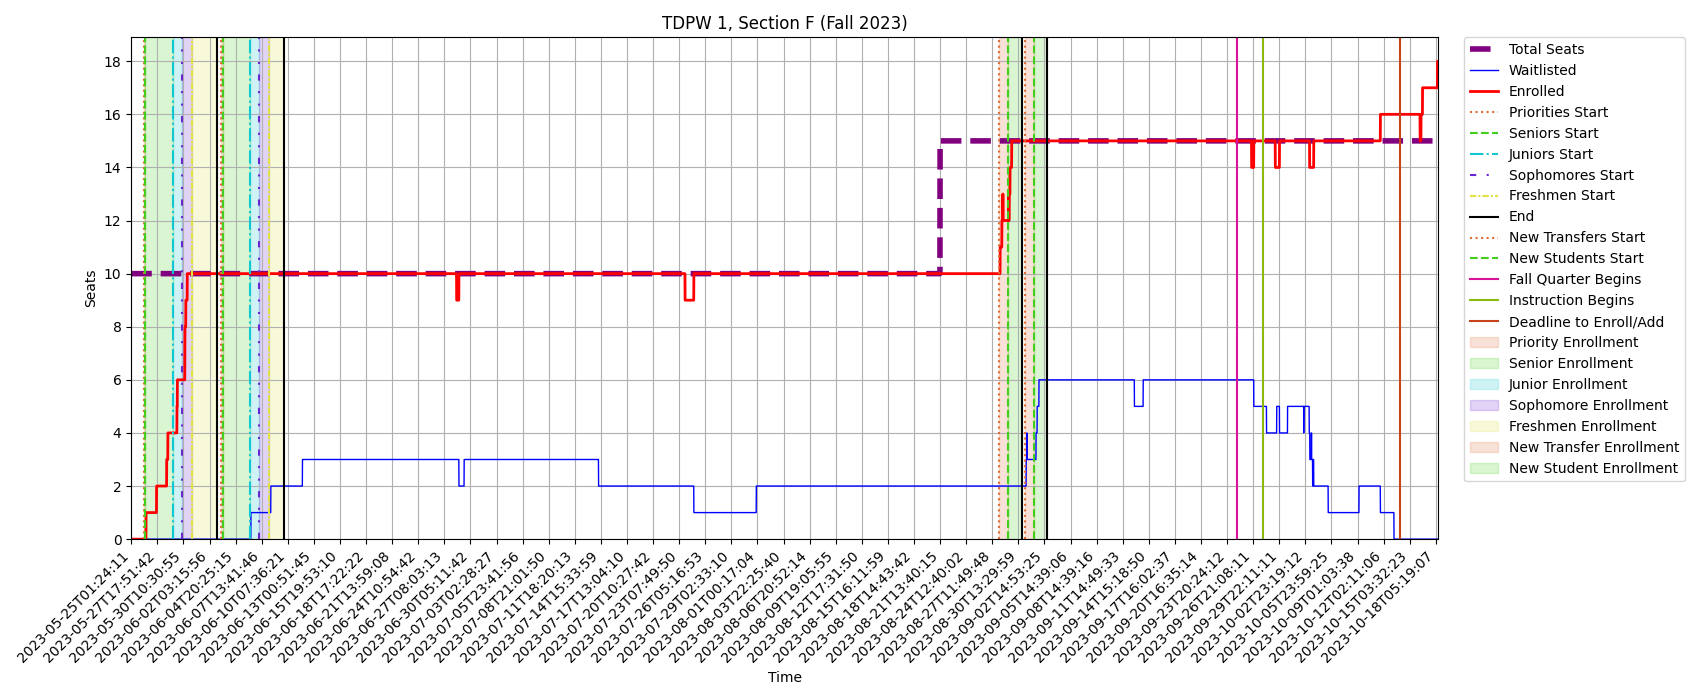 TDPW 1, Section F (Fall 2023)
Seats
18
16
14
12
10
8
6
4
2
0
2023-05-25T01:24:11
2023-05-27T17:51:42
2023-05-30T10:30:55
2023-06-02T03:15:56
2023-06-04T20:25:15
2023-06-07T13:41:46
2023-06-10T07:36:21
2023-06-13T00:51:45
2023-06-15T19:53:10
2023-06-18T17:22:22
2023-06-21T13:59:08
2023-06-24T10:54:42
2023-06-27T08:03:13
2023-06-30T05:11:42
2023-07-03T02:28:27
2023-07-05T23:41:56
2023-07-08T21:01:50
2023-07-11T18:20:13
2023-07-14T15:33:59
2023-07-17T13:04:10
2023-07-20T10:27:42
2023-07-23T07:49:50
2023-07-26T05:16:53
2023-07-29T02:33:10
2023-08-01T00:17:04
2023-08-03T22:25:40
2023-08-06T20:52:14
2023-08-09T19:05:55
2023-08-12T17:31:50
2023-08-15T16:11:59
2023-08-18T14:43:42
2023-08-21T13:40:15
2023-08-24T12:40:02
2023-08-27T11:49:48
2023-08-30T13:29:59
2023-09-02T14:53:25
2023-09-05T14:39:06
2023-09-08T14:39:16
2023-09-11T14:49:33
2023-09-14T15:18:50
2023-09-17T16:02:37
2023-09-20T16:35:14
2023-09-23T20:24:12
2023-09-26T21:08:11
2023-09-29T22:11:11
2023-10-02T23:19:12
2023-10-05T23:59:25
2023-10-09T01:03:38
2023-10-12T02:11:06
2023-10-15T03:32:23
2023-10-18T05:19:07
Time
Total Seats
Waitlisted
Enrolled
Priorities Start
Seniors Start
Juniors Start
Sophomores Start
Freshmen Start
End
New Transfers Start
New Students Start
Fall Quarter Begins
Instruction Begins
Deadline to Enroll/Add
Priority Enrollment
Senior Enrollment
Junior Enrollment
Sophomore Enrollment
Freshmen Enrollment
New Transfer Enrollment
New Student Enrollment